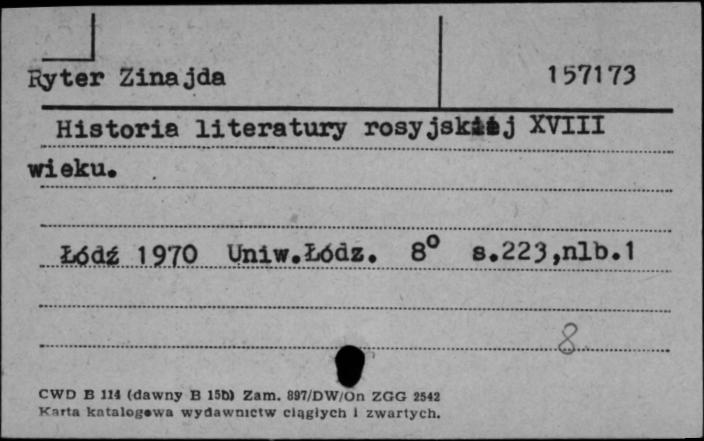 Ryter Zinajda 157173
Historia literatury rosyjskiej XVIII
wieku.
Łódź 1970 Uniw.Łódz. 8° s.223,nlb.1
8
CWD B 114 (dawny B 15b) Zam. 897/DW/On ZGG 2542
Karta katalogowa wydawnictw ciągłych i zwartych.